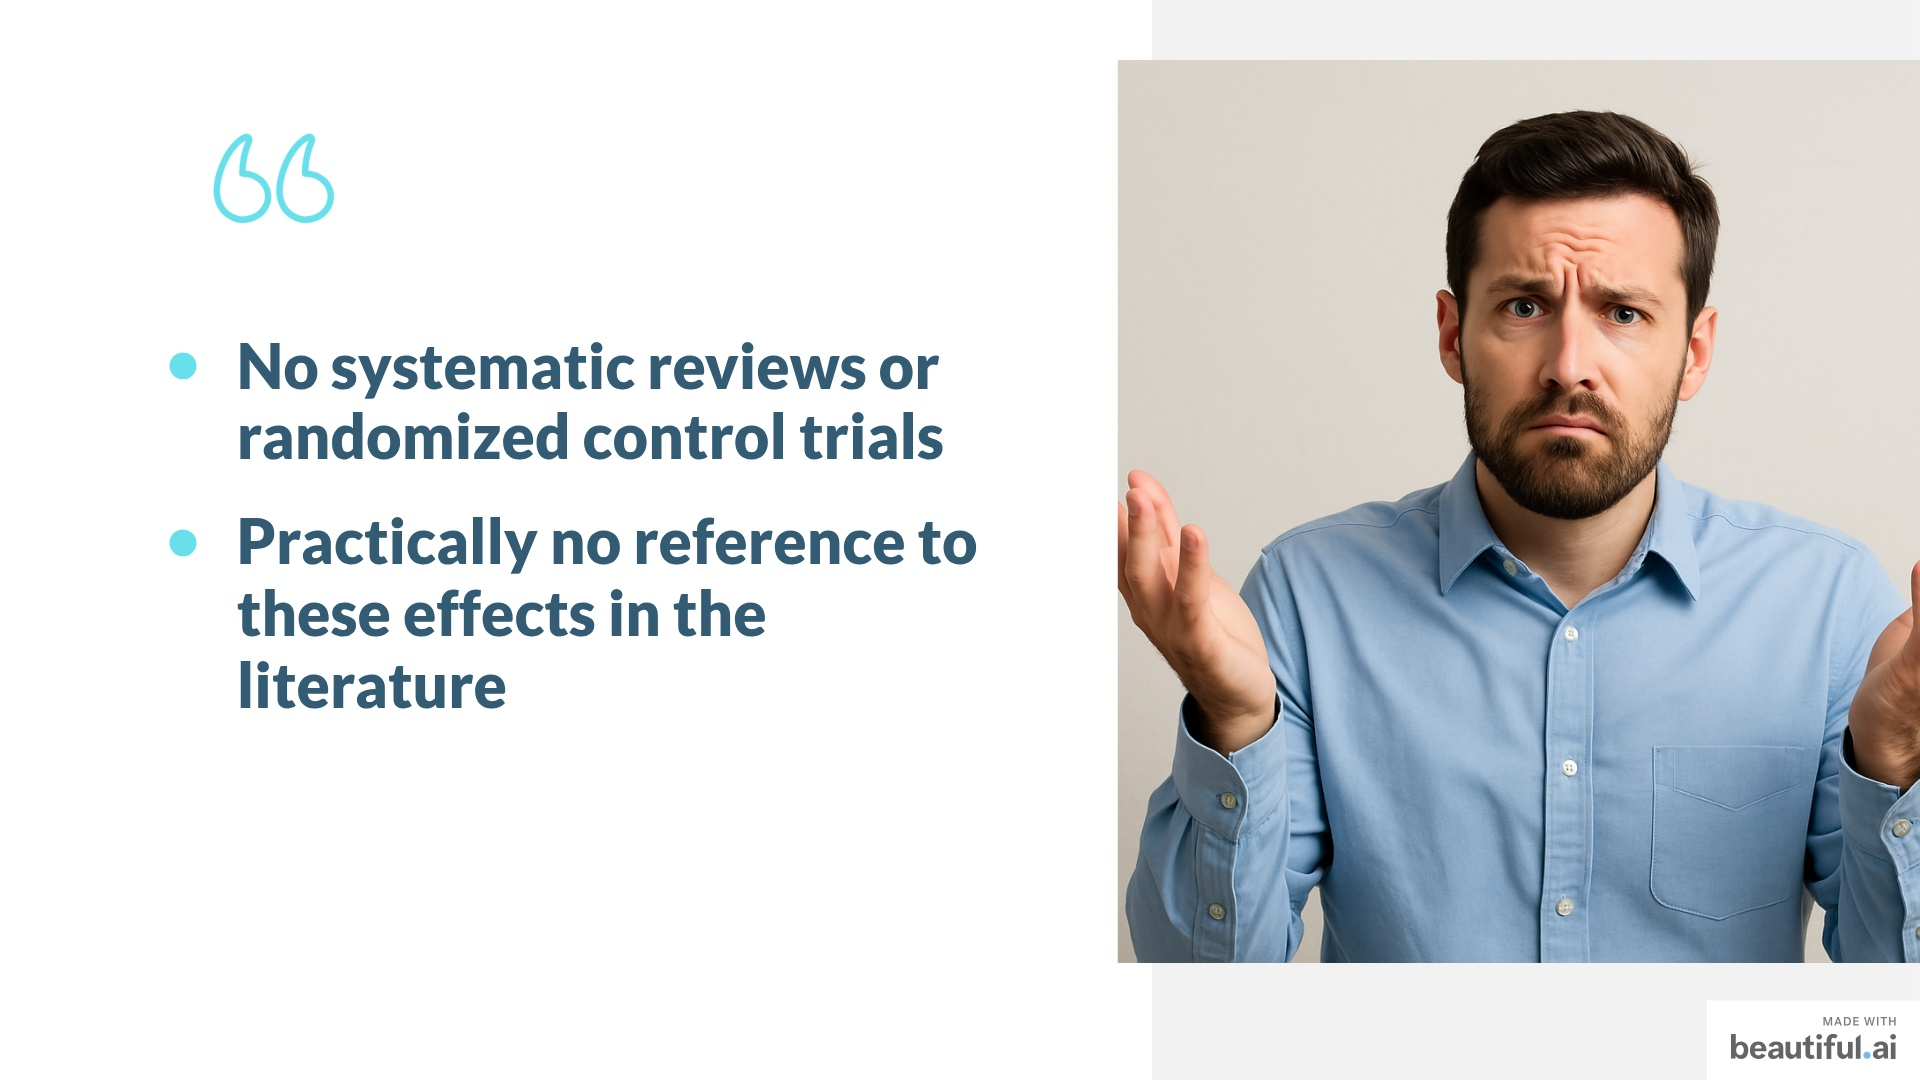 No systematic reviews or
randomized control trials
Practically no reference to
these effects in the
literature
MADE WITH
beautiful.ai